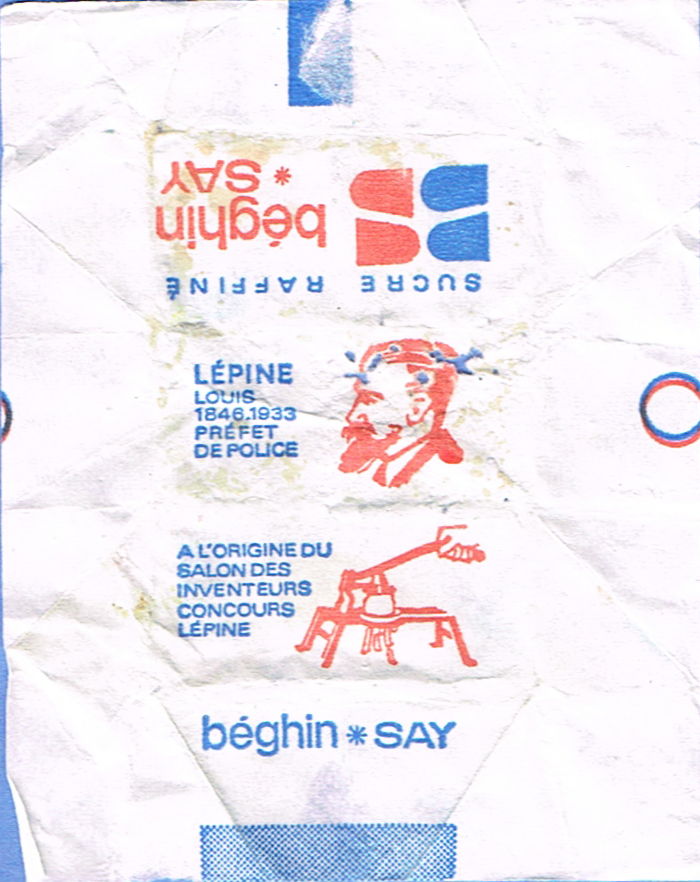 béghin
* SAY
SUCRE RAFFINÉ
LÉPINE
LOUIS
1846.1933
PRÉFET
DE POLICE
A L'ORIGINE DU
SALON DES
INVENTEURS
CONCOURS
LÉPINE
béghin * SAY